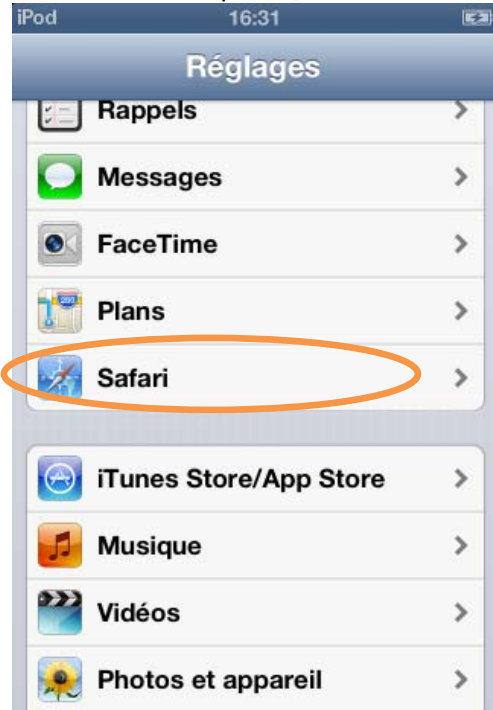 iPod 16:31
Réglages
Rappels
Messages
FaceTime
Plans
Safari
iTunes Store/App Store
Musique
Vidéos
Photos et appareil